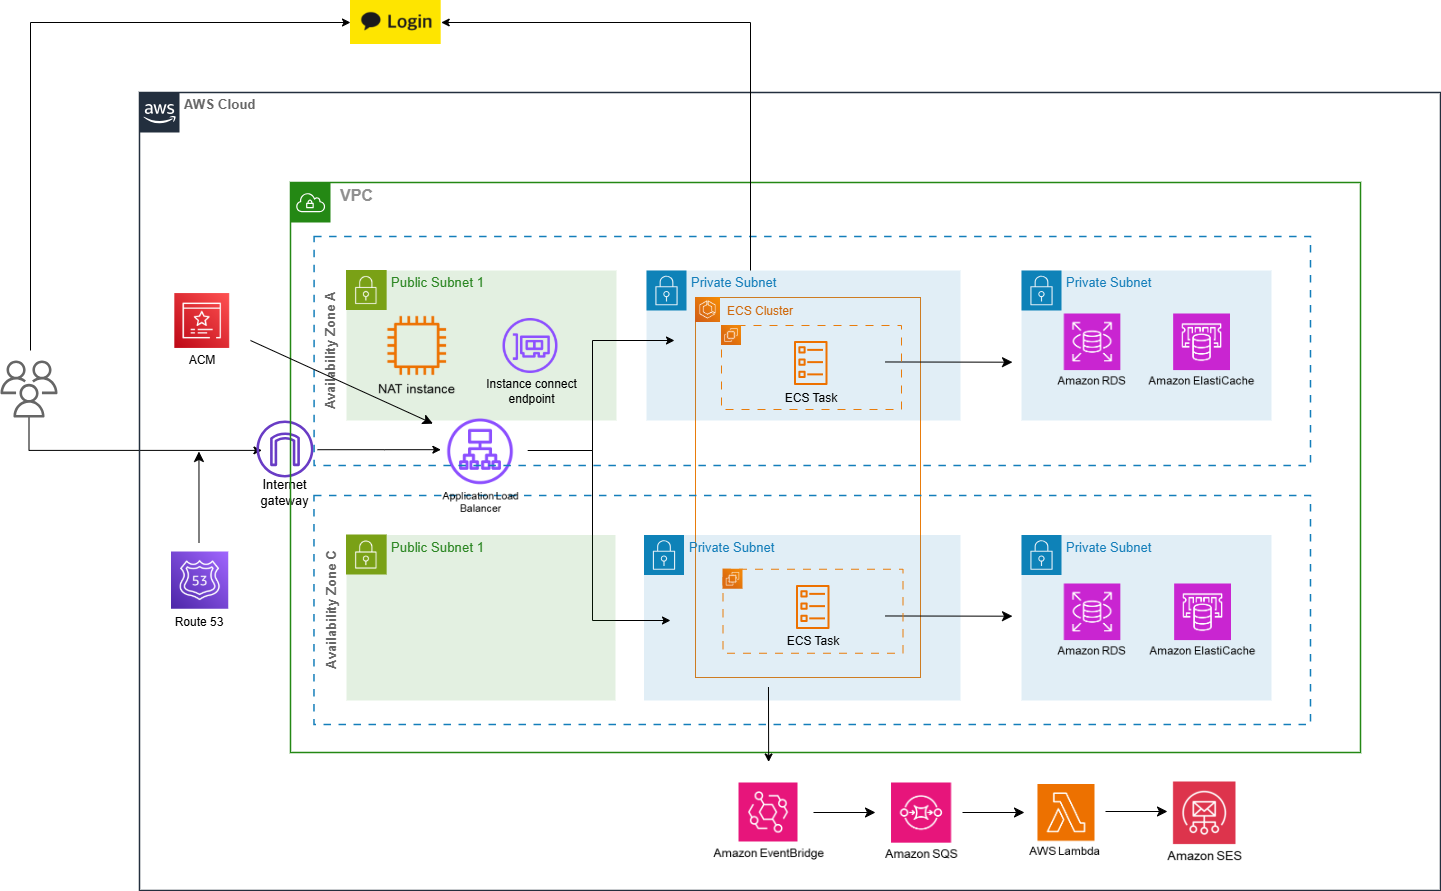 Login
aws
AWS Cloud
VPC
Availability Zone A
Public Subnet 1
NAT instance
Instance connect
endpoint
Private Subnet
ECS Cluster
ECS Task
Private Subnet
Amazon RDS
Amazon ElastiCache
ACM
Internet
gateway
Application Load
Balancer
Availability Zone C
Public Subnet 1
Private Subnet
ECS Task
Private Subnet
Amazon RDS
Amazon ElastiCache
53
Route 53
Amazon EventBridge
Amazon SQS
AWS Lambda
Amazon SES